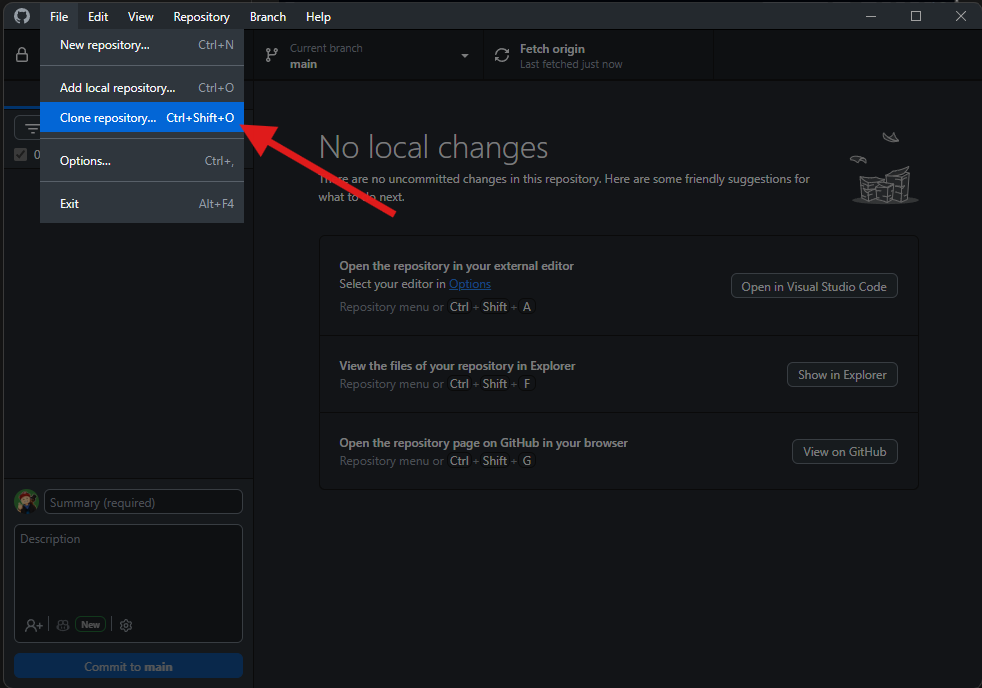 File Edit View Repository Branch Help
New repository... Ctrl+N
Add local repository... Ctrl+O
Clone repository... Ctrl+Shift+O
Options... Ctrl+,
Exit Alt+F4
Current branch
main
Fetch origin
Last fetched just now
0
No local changes
There are no uncommitted changes in this repository. Here are some friendly suggestions for
what to do next.
Open the repository in your external editor
Select your editor in Options
Repository menu or Ctrl + Shift + A
Open in Visual Studio Code
View the files of your repository in Explorer
Repository menu or Ctrl + Shift + F
Show in Explorer
Open the repository page on GitHub in your browser
Repository menu or Ctrl + Shift + G
View on GitHub
Summary (required)
Description
New
Commit to main